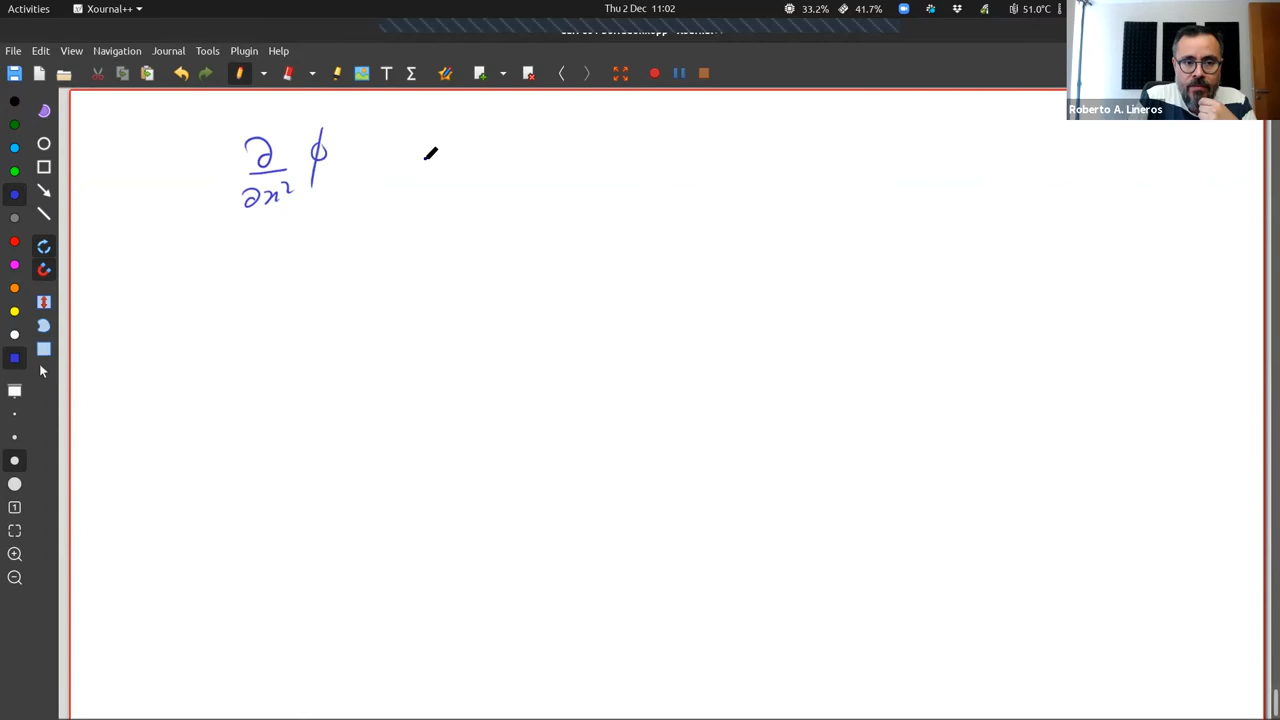 Activities
Xournal++
Thu 2 Dec 11:02
33.2%
41.7%
51.0°C
File Edit View Navigation Journal Tools Plugin Help
Roberto A. Lineros
∂ φ
∂x²